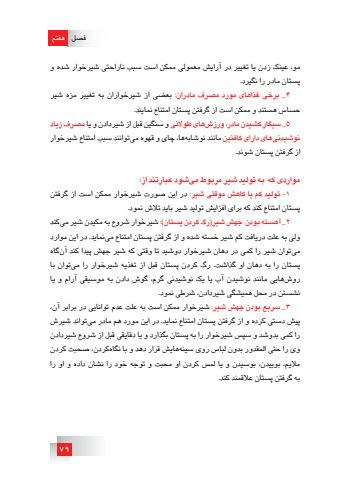 فصل هفتم
مو، عینک زدن یا تغییر در آرایش معمولی ممکن است سبب ناراحتی شیرخوار شده و
پستان مادر را نگیرد.
۴_ برخی غذاهای مورد مصرف مادران: بعضی از شیرخواران به تغییر مزه شیر
حساس هستند و ممکن است از گرفتن پستان امتناع نمایند.
۵_ سیگار کشیدن مادر، ورزش‌های طولانی و سنگین قبل از شیردادن و یا مصرف زیاد
نوشیدنی‌های دارای کافئین مانند نوشابه‌ها، چای و قهوه می‌توانند سبب امتناع شیرخوار
از گرفتن پستان شوند.
مواردی که به تولید شیر مربوط می‌شود عبارتنداز:
۱– تولید کم یا کاهش موقتی شیر: در این صورت شیرخوار ممکن است از گرفتن
پستان امتناع کند که برای افزایش تولید شیر باید تلاش نمود.
۲_ آهسته بودن جهش شیر(رگ کردن پستان): شیرخوار شروع به مکیدن شیر می‌کند
ولی به علت دریافت کم شیر خسته شده و از گرفتن پستان امتناع می‌نماید. در این موارد
می‌توان شیر را کمی در دهان شیرخوار دوشید تا وقتی که شیر جهش پیدا کند آن‌گاه
پستان را به دهان او گذاشت. رگ کردن پستان قبل از تغذیه شیرخوار را می‌توان با
روش‌هایی مانند نوشیدن آب یا یک نوشیدنی گرم، گوش دادن به موسیقی آرام و یا
نشستن در محل همیشگی شیردادن، شرطی نمود.
۳_ سریع بودن جهش شیر: شیرخوار ممکن است به علت عدم توانایی در برابر آن،
پیش دستی کرده و از گرفتن پستان امتناع نماید. در این مورد هم مادر می‌تواند شیرش
را کمی بدوشد و سپس شیرخوار را به پستان بگذارد و یا دقایقی قبل از شروع شیردادن
وی را حتی المقدور بدون لباس روی سینه‌هایش قرار دهد و با نگاه‌کردن، صحبت کردن
ملایم، بوییدن، بوسیدن و یا لمس کردن او محبت و توجه خود را نشان داده و او را
به گرفتن پستان علاقمند کند.
۷۹